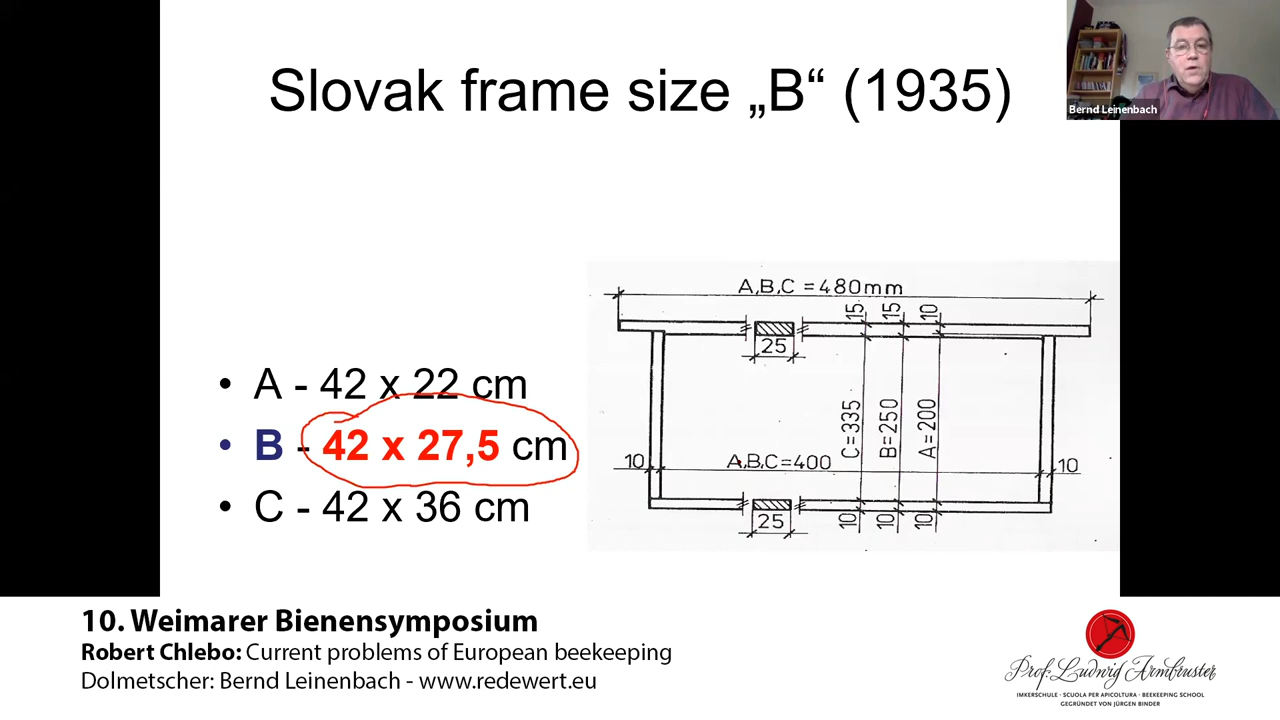 Slovak frame size „B“ (1935)
Bernd Leinenbach
• A - 42 x 22 cm
• B - 42 x 27,5 cm
• C - 42 x 36 cm
A,B,C = 480mm
15
15
10
25
C=335
B=250
A=200
10
A,B,C=400
10
25
10
10
10
10. Weimarer Bienensymposium
Robert Chlebo: Current problems of European beekeeping
Dolmetscher: Bernd Leinenbach - www.redewert.eu
Prof. Ludwig Armbruster
IMKERSCHULE · SCUOLA PER APICOLTURA · BEEKEEPING SCHOOL
GEGRÜNDET VON JÜRGEN BINDER